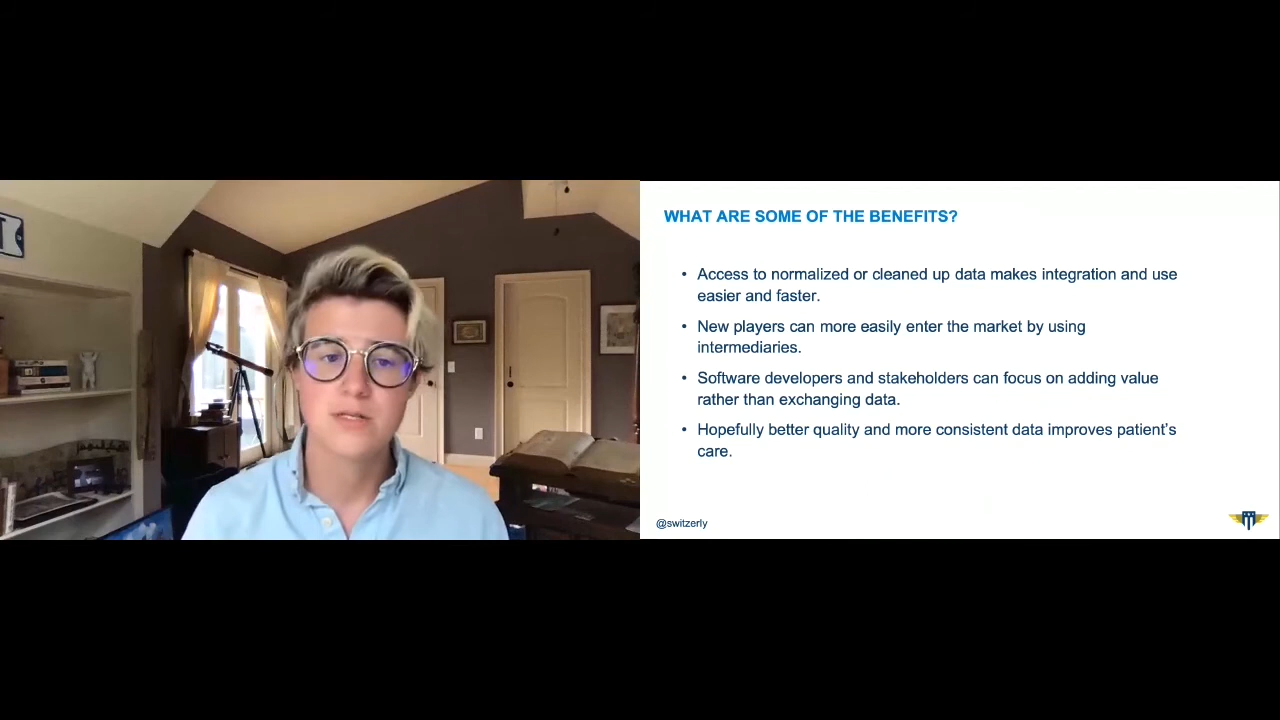 T
WHAT ARE SOME OF THE BENEFITS?
• Access to normalized or cleaned up data makes integration and use
easier and faster.
• New players can more easily enter the market by using
intermediaries.
• Software developers and stakeholders can focus on adding value
rather than exchanging data.
• Hopefully better quality and more consistent data improves patient's
care.
@switzerly